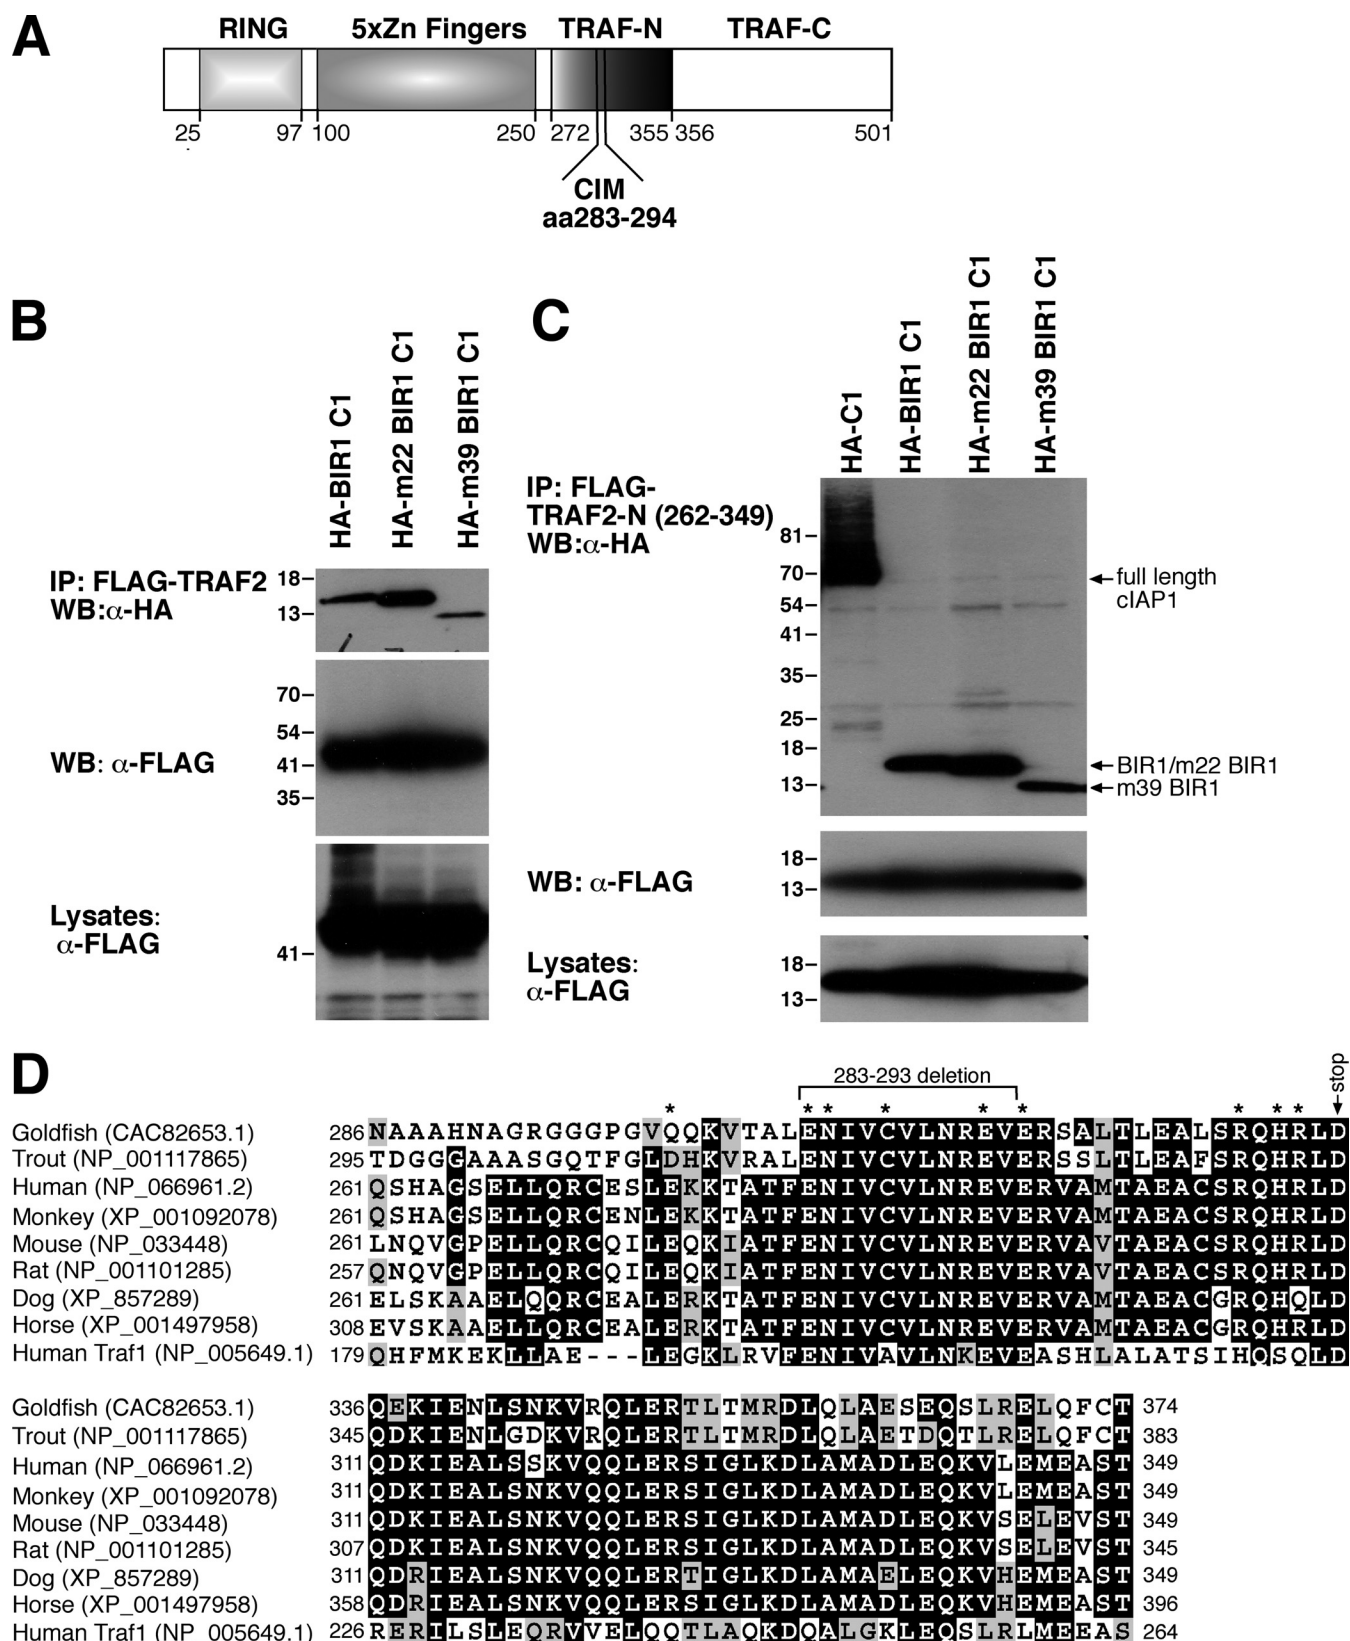 A
RING 5xZn Fingers TRAF-N TRAF-C
25 97 100 250 272 355 356 501
CIM
aa283-294
B
HA-BIR1 C1
HA-m22 BIR1 C1
HA-m39 BIR1 C1
IP: FLAG-TRAF2
WB:α-HA
18
13
WB: α-FLAG
70
54
41
35
Lysates:
α-FLAG
41
C
HA-C1
HA-BIR1 C1
HA-m22 BIR1 C1
HA-m39 BIR1 C1
IP: FLAG-
TRAF2-N (262-349)
WB:α-HA
81
70
54
41
35
25
18
13
full length
cIAP1
BIR1/m22 BIR1
m39 BIR1
WB: α-FLAG
18
13
Lysates:
α-FLAG
18
13
D
283-293 deletion
stop
* * * * * * * * *
Goldfish (CAC82653.1) 286 NAAAHNAGRGGGPGVQQKVTALENIVCVLNREVERSALTLEALSRQHRLD
Trout (NP_001117865) 295 TDGGGAAASGQTFGLDHKVRALENIVCVLNREVERSSLTLEAFSRQHRLD
Human (NP_066961.2) 261 QSHAGSELLQRCESLEKKTATFENIVCVLNREVERVAMTAEACSRQHRLD
Monkey (XP_001092078) 261 QSHAGSELLQRCENLEKKTATFENIVCVLNREVERVAMTAEACSRQHRLD
Mouse (NP_033448) 261 LNQVGPELLQRCQILEQKIATFENIVCVLNREVERVAVTAEACSRQHRLD
Rat (NP_001101285) 257 QNQVGPELLQRCQILEQKIATFENIVCVLNREVERVAVTAEACSRQHRLD
Dog (XP_857289) 261 ELSKAAELQQRCEALERKTATFENIVCVLNREVERVAMTAEACGRQHQLD
Horse (XP_001497958) 308 EVSKAAELLQRCEALERKTATFENIVCVLNREVERVAMTAEACGRQHRLD
Human Traf1 (NP_005649.1) 179 QHFMKEKLLAE---LEGKLRVFENIVAVLNKEVEASHLALATSIHQSQLD
Goldfish (CAC82653.1) 336 QEKIENLSNKVRQLERTLTMRDLQLAESEQSLRELQFCT 374
Trout (NP_001117865) 345 QDKIENLGDKVRQLERTLTMRDLQLAETDQTLRELQFCT 383
Human (NP_066961.2) 311 QDKIEALSSKVQQLERSIGLKDLAMADLEQKVLEMEAST 349
Monkey (XP_001092078) 311 QDKIEALSNKVQQLERSIGLKDLAMADLEQKVLEMEAST 349
Mouse (NP_033448) 311 QDKIEALSNKVQQLERSIGLKDLAMADLEQKVSELEVST 349
Rat (NP_001101285) 307 QDKIEALSNKVQQLERSIGLKDLAMADLEQKVSELEVST 345
Dog (XP_857289) 311 QDRIEALSNKVQQLERTIGLKDLAMAELEQKVHEMEAST 349
Horse (XP_001497958) 358 QDRIEALSNKVQQLERSIGLKDLAMADLEQKVHEMEAST 396
Human Traf1 (NP_005649.1) 226 RERILSLEQRVVELQQTLAQKDQALGKLEQSLRLMEEAS 264